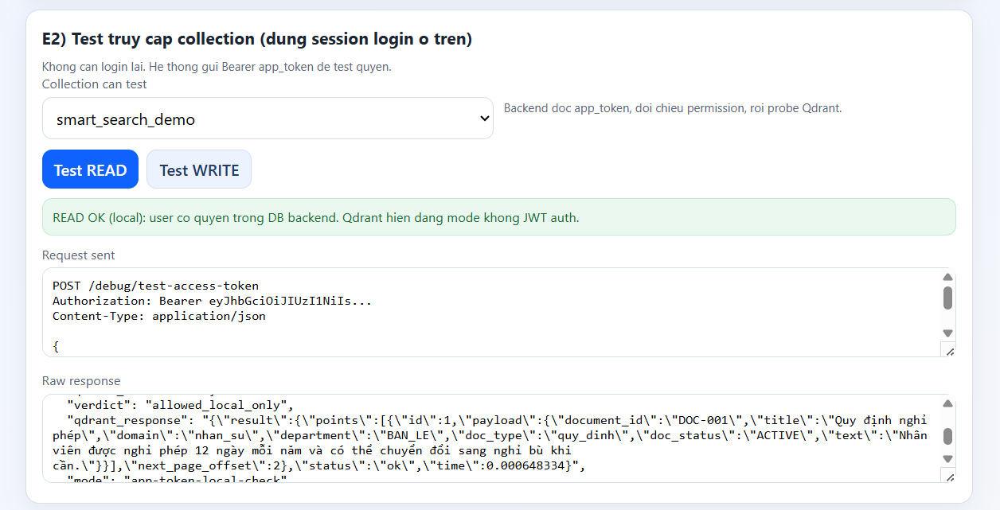 E2) Test truy cap collection (dung session login o tren)
Khong can login lai. He thong gui Bearer app_token de test quyen.
Collection can test
smart_search_demo
Backend doc app_token, doi chieu permission, roi probe Qdrant.
Test READ
Test WRITE
READ OK (local): user co quyen trong DB backend. Qdrant hien dang mode khong JWT auth.
Request sent
POST /debug/test-access-token
Authorization: Bearer eyJhbGciOiJIUzI1NiIs...
Content-Type: application/json
{
Raw response
"verdict": "allowed_local_only",
"qdrant_response": "{\"result\":{\"points\":[{\"id\":1,\"payload\":{\"document_id\":\"DOC-001\",\"title\":\"Quy định nghỉ
phép\",\"domain\":\"nhan_su\",\"department\":\"BAN_LE\",\"doc_type\":\"quy_dinh\",\"doc_status\":\"ACTIVE\",\"text\":\"Nhân
viên được nghỉ phép 12 ngày mỗi năm và có thể chuyển đổi sang nghỉ bù khi
cần.\"}}],\"next_page_offset\":2},\"status\":\"ok\",\"time\":0.000648334}",
"mode": "app-token-local-check"